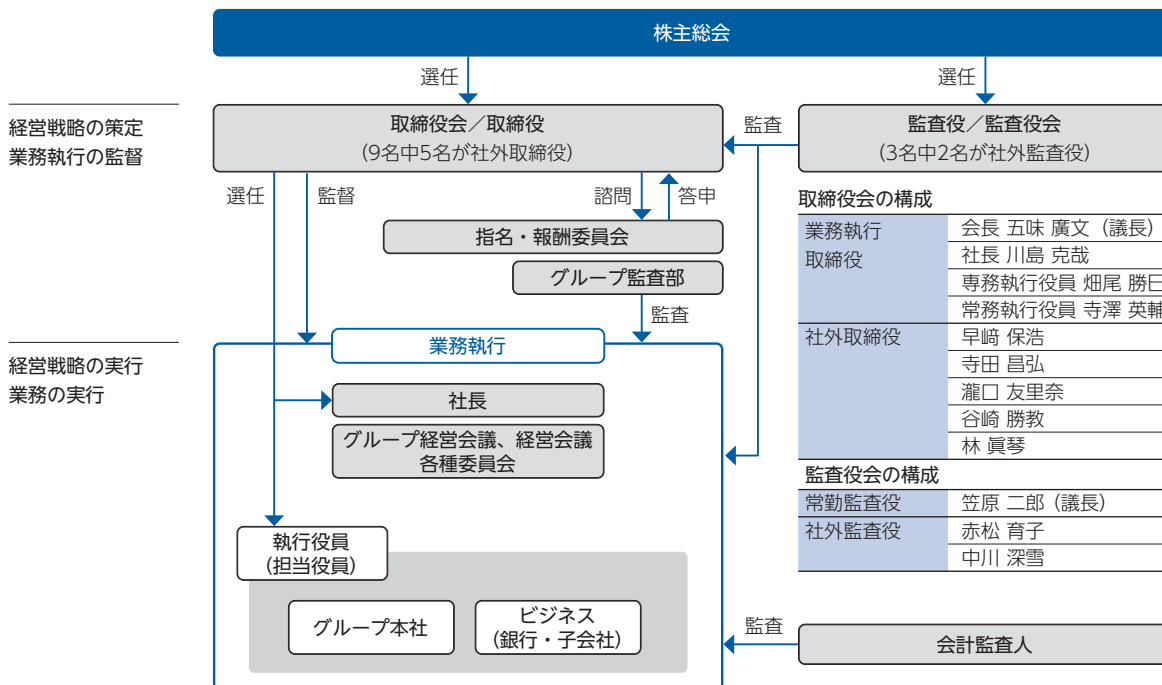 株主総会
選任
選任
経営戦略の策定
業務執行の監督
取締役会／取締役
(9名中5名が社外取締役)
監査
監査役／監査役会
(3名中2名が社外監査役)
選任
監督
諮問
答申
指名・報酬委員会
グループ監査部
監査
経営戦略の実行
業務の実行
業務執行
社長
グループ経営会議、経営会議
各種委員会
執行役員
(担当役員)
グループ本社
ビジネス
(銀行・子会社)
取締役会の構成
業務執行
取締役
会長 五味 廣文（議長）
社長 川島 克哉
専務執行役員 畑尾 勝巳
常務執行役員 寺澤 英輔
社外取締役
早﨑 保浩
寺田 昌弘
瀧口 友里奈
谷崎 勝教
林 眞琴
監査役会の構成
常勤監査役
笠原 二郎（議長）
社外監査役
赤松 育子
中川 深雪
監査
会計監査人